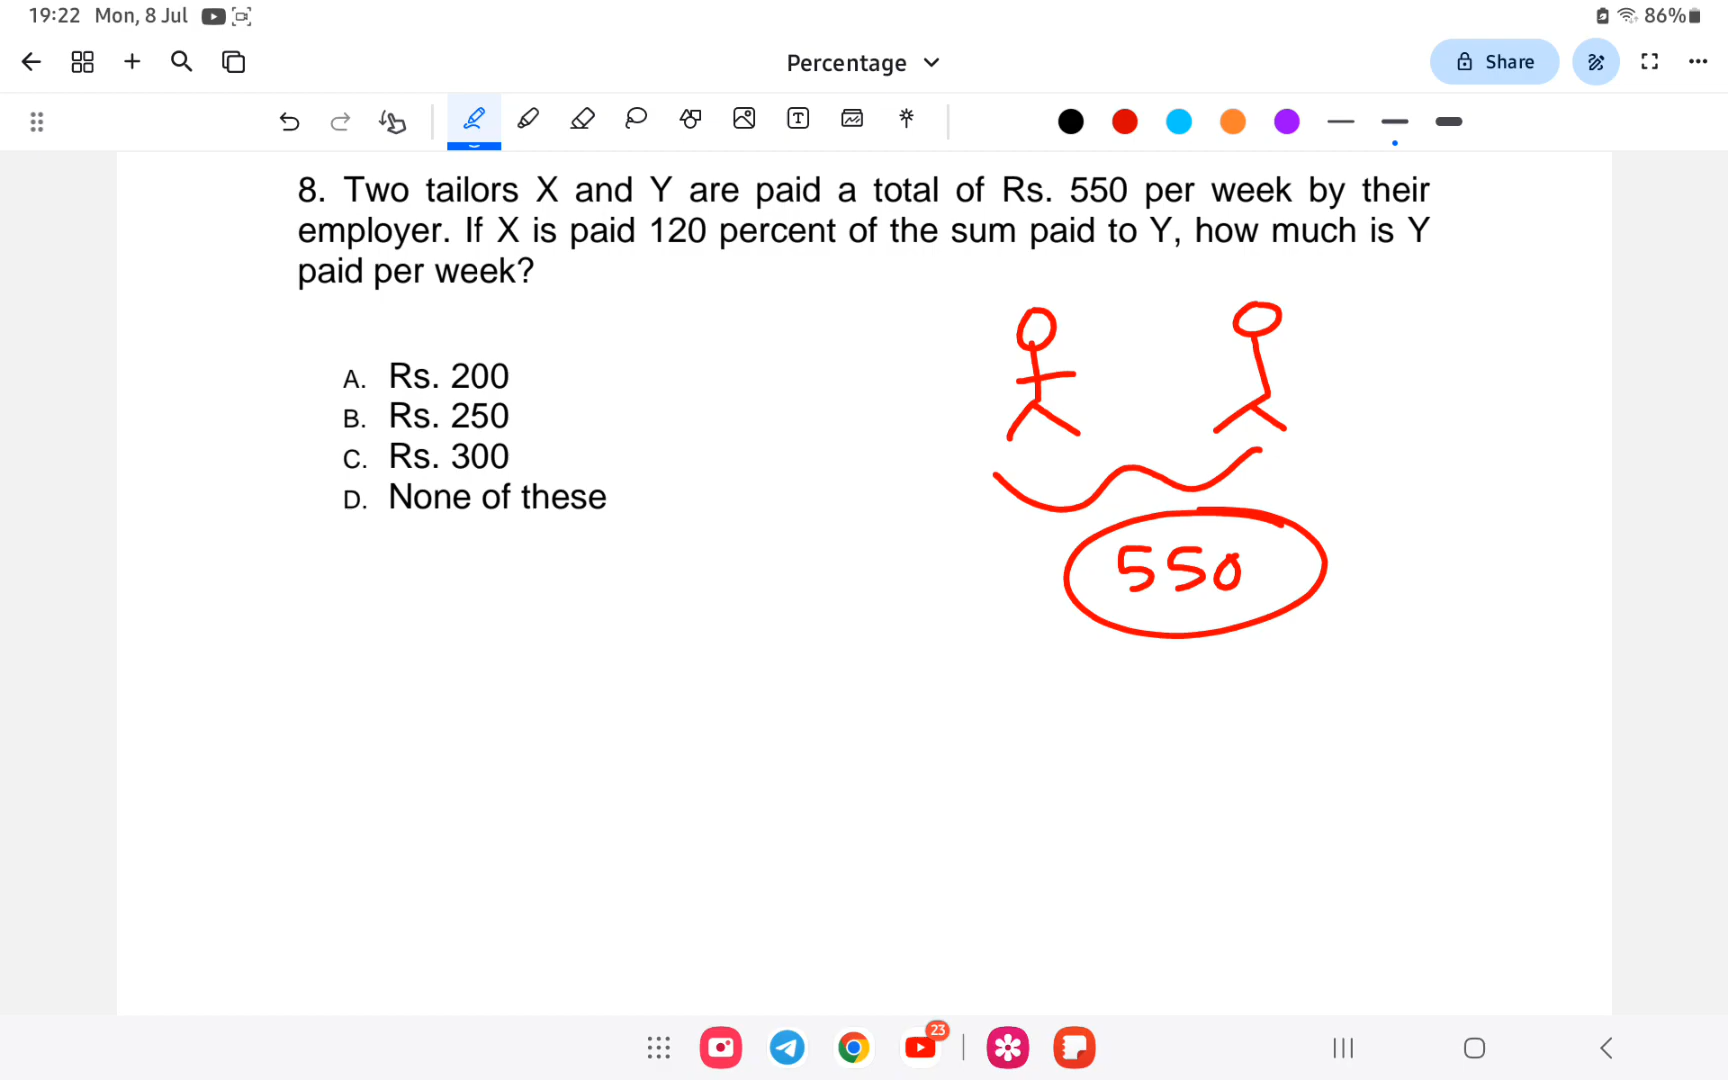 19:22 Mon, 8 Jul 86%
Percentage
Share
8. Two tailors X and Y are paid a total of Rs. 550 per week by their
employer. If X is paid 120 percent of the sum paid to Y, how much is Y
paid per week?
A. Rs. 200
B. Rs. 250
C. Rs. 300
D. None of these
550
23